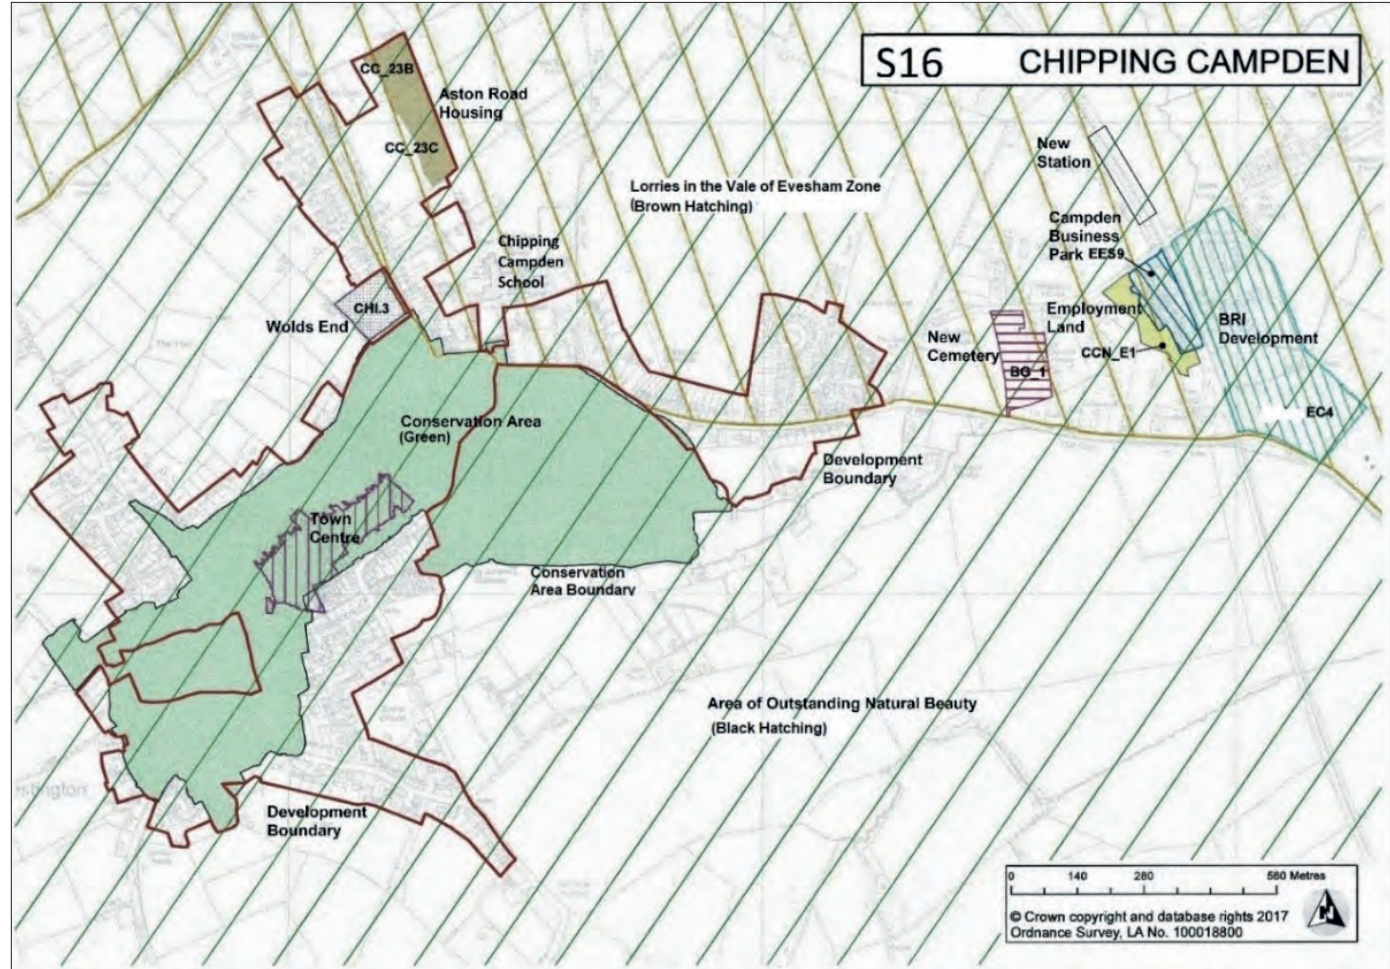 S16 CHIPPING CAMPDEN
CC_23B
Aston Road
Housing
CC_23C
New
Station
Lorries in the Vale of Evesham Zone
(Brown Hatching)
Campden
Business
Park EES9
Chipping
Campden
School
CHI.3
Wolds End
Employment
Land
BRI
Development
New
Cemetery
CCN_E1
BG_1
EC4
Conservation Area
(Green)
Development
Boundary
Town
Centre
Conservation
Area Boundary
Area of Outstanding Natural Beauty
(Black Hatching)
Development
Boundary
0 140 280 560 Metres
© Crown copyright and database rights 2017
Ordnance Survey, LA No. 100018800
N